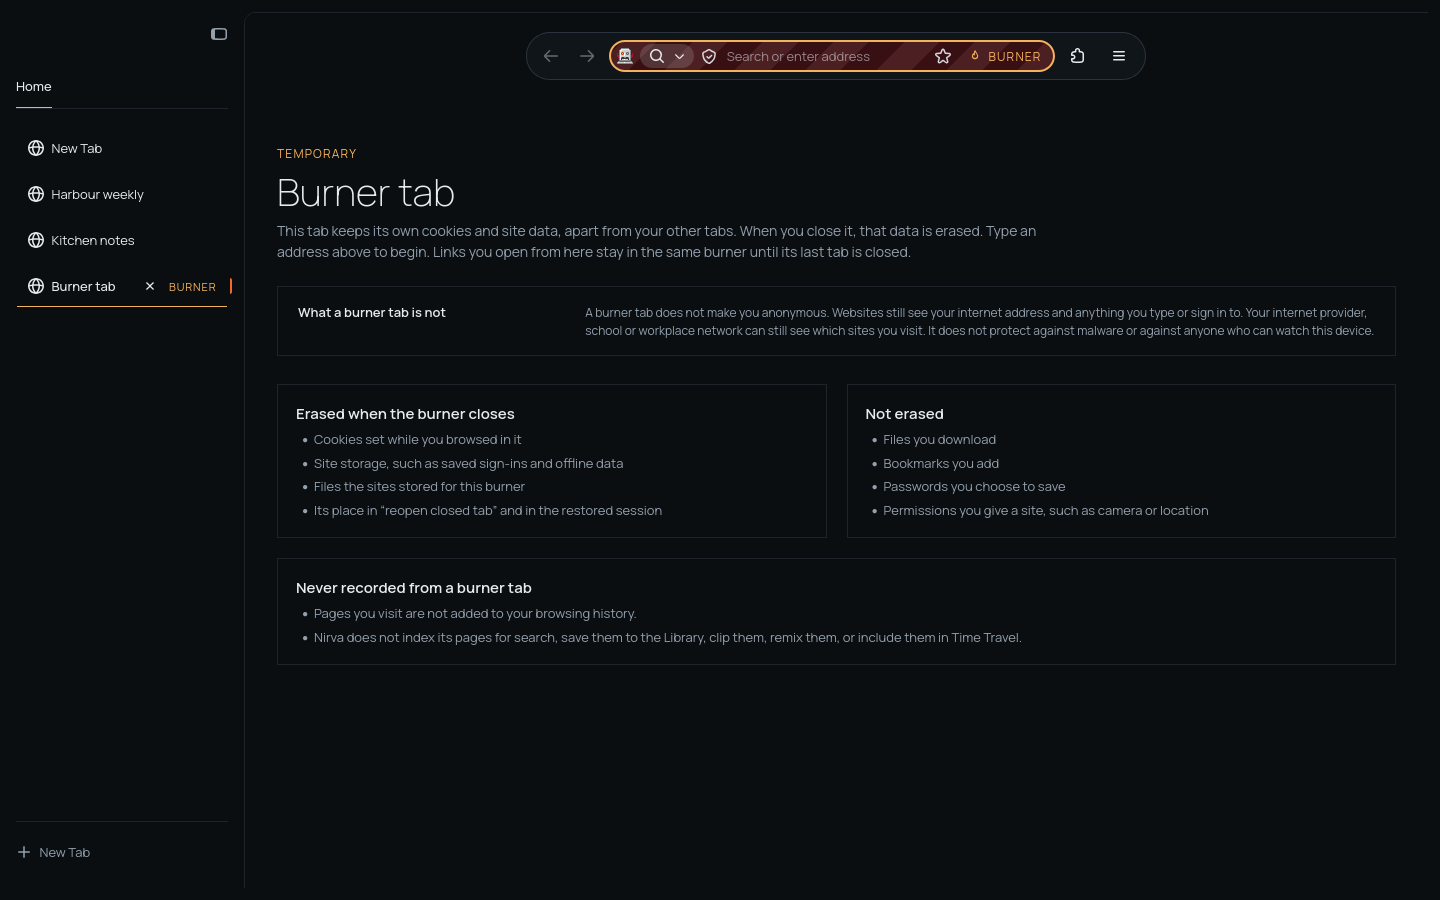 Search or enter address
BURNER
Home
New Tab
Harbour weekly
Kitchen notes
Burner tab
BURNER
New Tab
TEMPORARY
Burner tab
This tab keeps its own cookies and site data, apart from your other tabs. When you close it, that data is erased. Type an
address above to begin. Links you open from here stay in the same burner until its last tab is closed.
What a burner tab is not
A burner tab does not make you anonymous. Websites still see your internet address and anything you type or sign in to. Your internet provider,
school or workplace network can still see which sites you visit. It does not protect against malware or against anyone who can watch this device.
Erased when the burner closes
• Cookies set while you browsed in it
• Site storage, such as saved sign-ins and offline data
• Files the sites stored for this burner
• Its place in “reopen closed tab” and in the restored session
Not erased
• Files you download
• Bookmarks you add
• Passwords you choose to save
• Permissions you give a site, such as camera or location
Never recorded from a burner tab
• Pages you visit are not added to your browsing history.
• Nirva does not index its pages for search, save them to the Library, clip them, remix them, or include them in Time Travel.